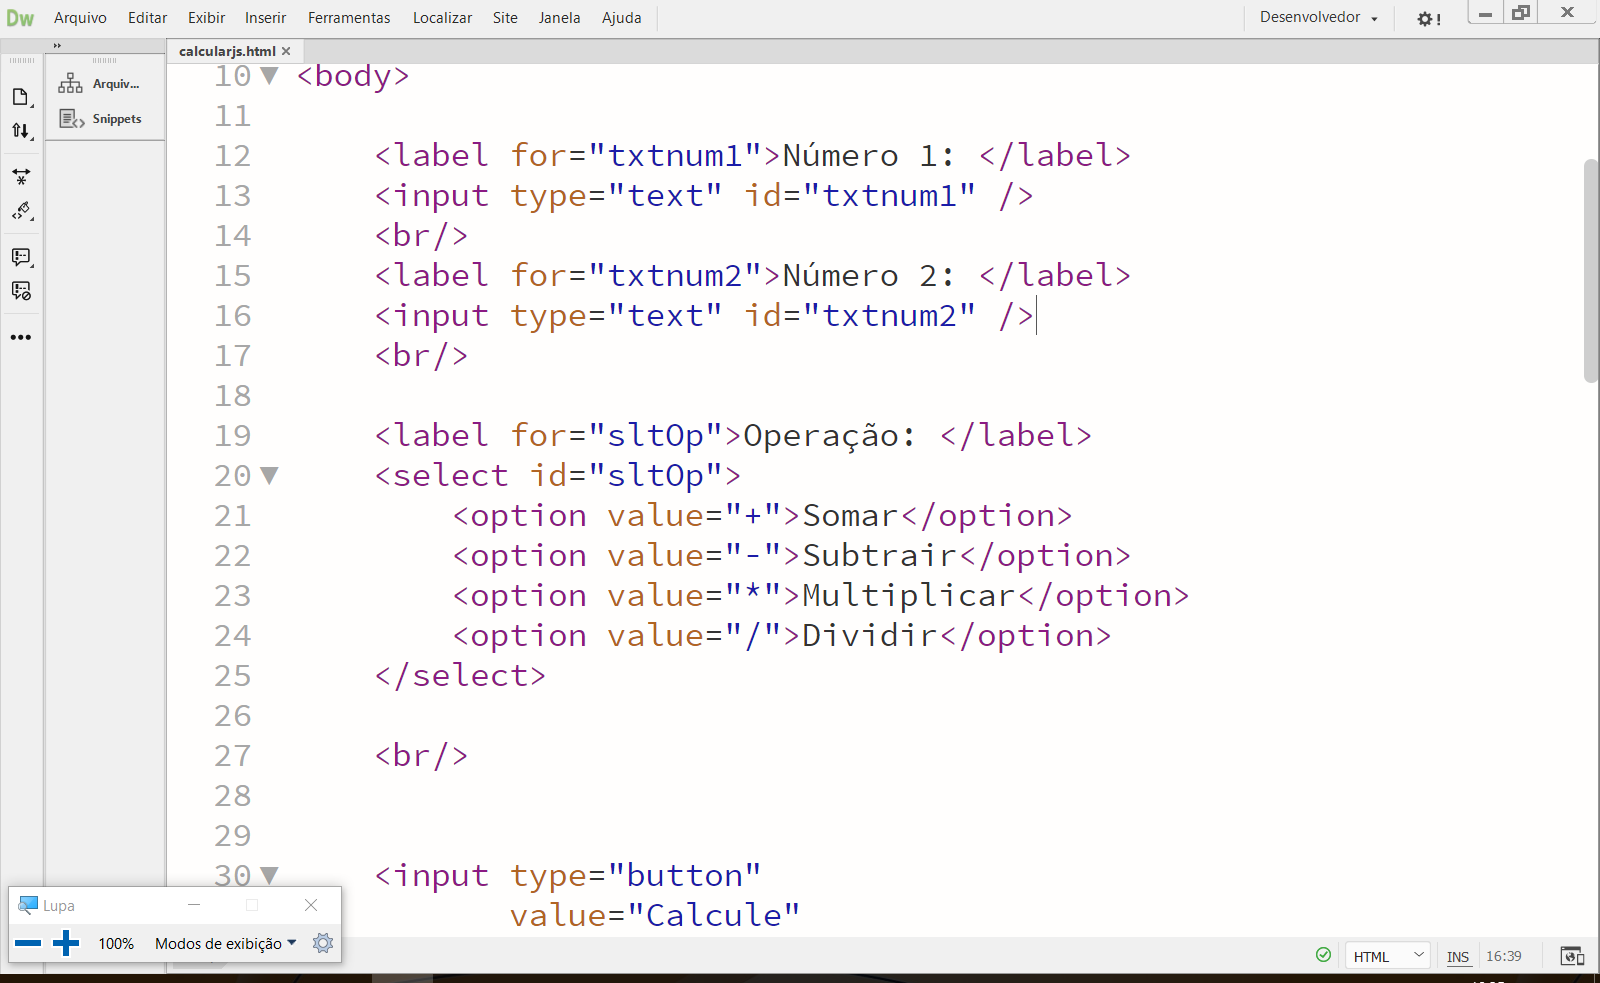 Dw Arquivo Editar Exibir Inserir Ferramentas Localizar Site Janela Ajuda Desenvolvedor
calcularjs.html
Arquiv...
Snippets
10 <body>
11
12 <label for="txtnum1">Número 1: </label>
13 <input type="text" id="txtnum1" />
14 <br/>
15 <label for="txtnum2">Número 2: </label>
16 <input type="text" id="txtnum2" />
17 <br/>
18
19 <label for="sltOp">Operação: </label>
20 <select id="sltOp">
21 <option value="+">Somar</option>
22 <option value="-">Subtrair</option>
23 <option value="*">Multiplicar</option>
24 <option value="/">Dividir</option>
25 </select>
26
27 <br/>
28
29
30 <input type="button"
value="Calcule"
Lupa
100% Modos de exibição
HTML INS 16:39